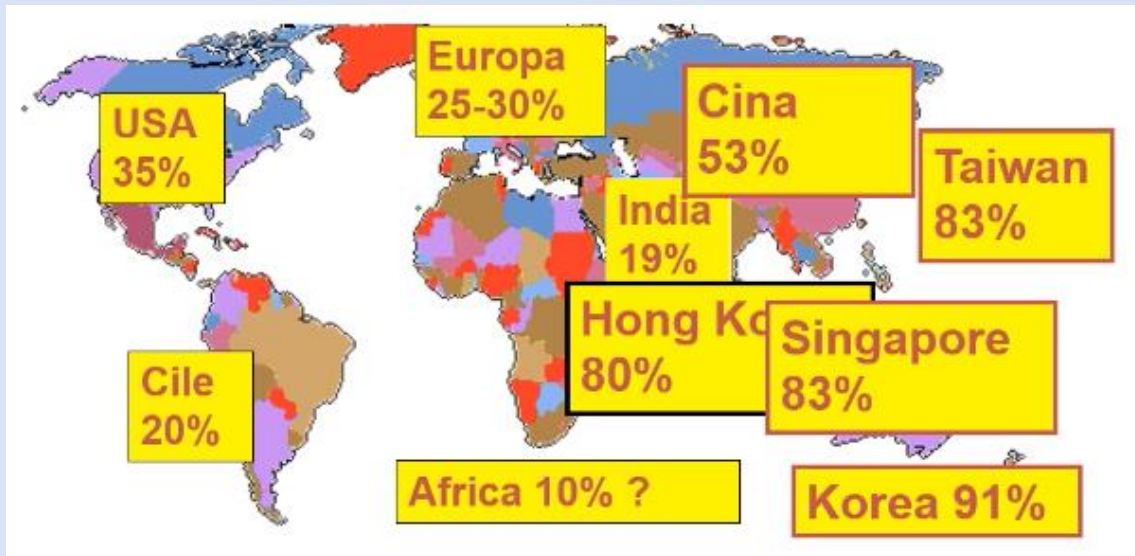 Europa
25-30%
USA
35%
Cina
53%
Taiwan
83%
India
19%
Hong
80%
Singapore
83%
Cile
20%
Africa 10% ?
Korea 91%